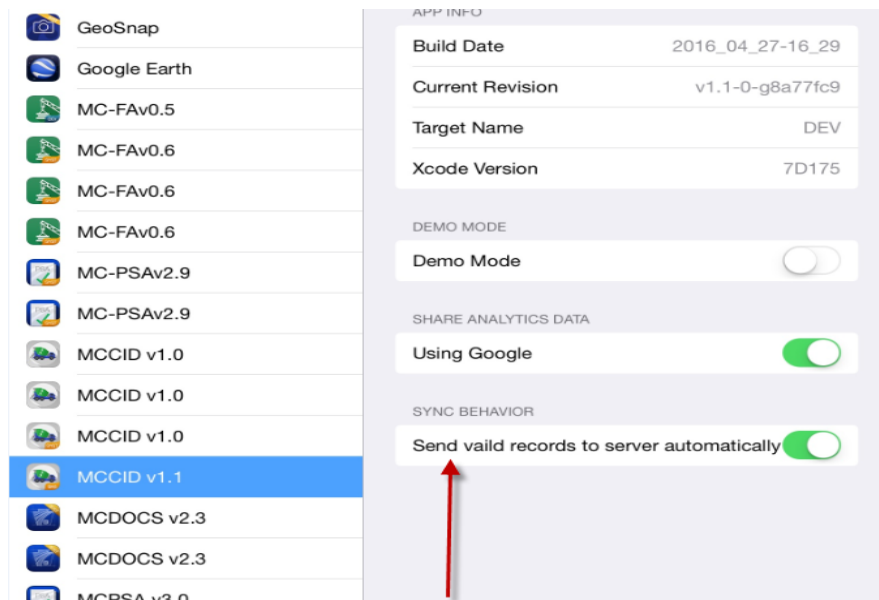 GeoSnap
Google Earth
MC-FAv0.5
MC-FAv0.6
MC-FAv0.6
MC-FAv0.6
MC-PSAv2.9
MC-PSAv2.9
MCCID v1.0
MCCID v1.0
MCCID v1.0
MCCID v1.1
MCDOCS v2.3
MCDOCS v2.3
MCPSA v3.0
APP INFO
Build Date 2016_04_27-16_29
Current Revision v1.1-0-g8a77fc9
Target Name DEV
Xcode Version 7D175
DEMO MODE
Demo Mode
SHARE ANALYTICS DATA
Using Google
SYNC BEHAVIOR
Send vaild records to server automatically